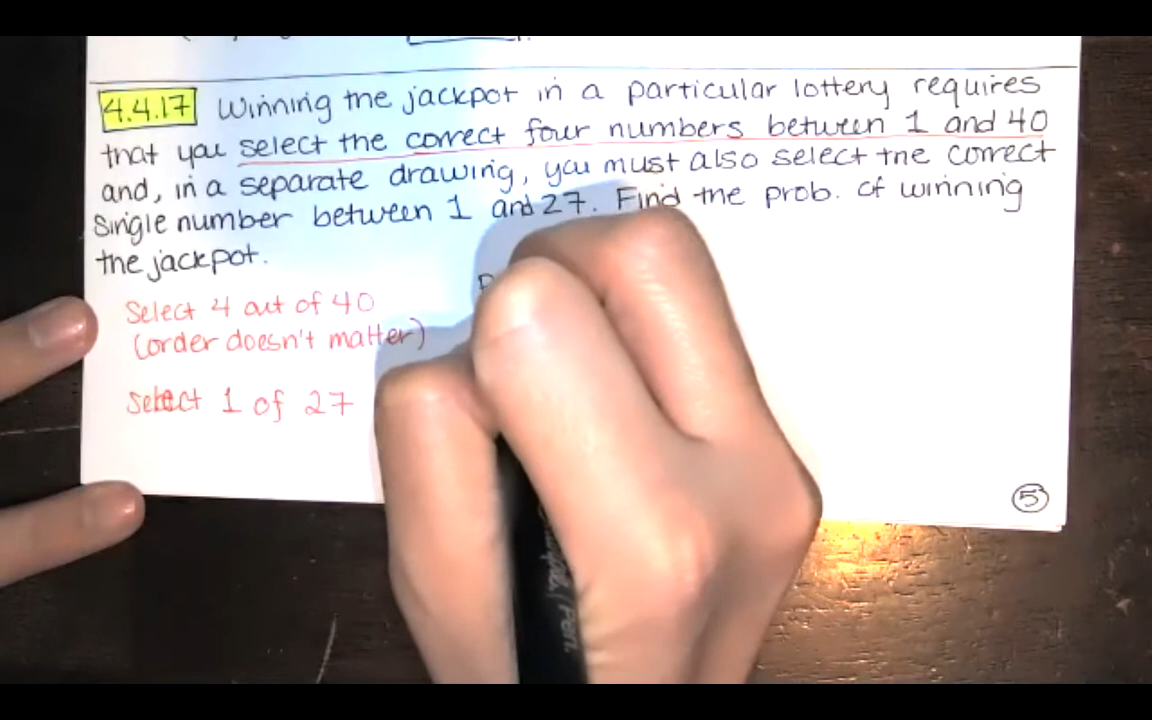 4.4.17 Winning the jackpot in a particular lottery requires
that you select the correct four numbers between 1 and 40
and, in a separate drawing, you must also select the correct
single number between 1 and 27. Find the prob. of winning
the jackpot.
Select 4 out of 40
(order doesn't matter)
Select 1 of 27
5